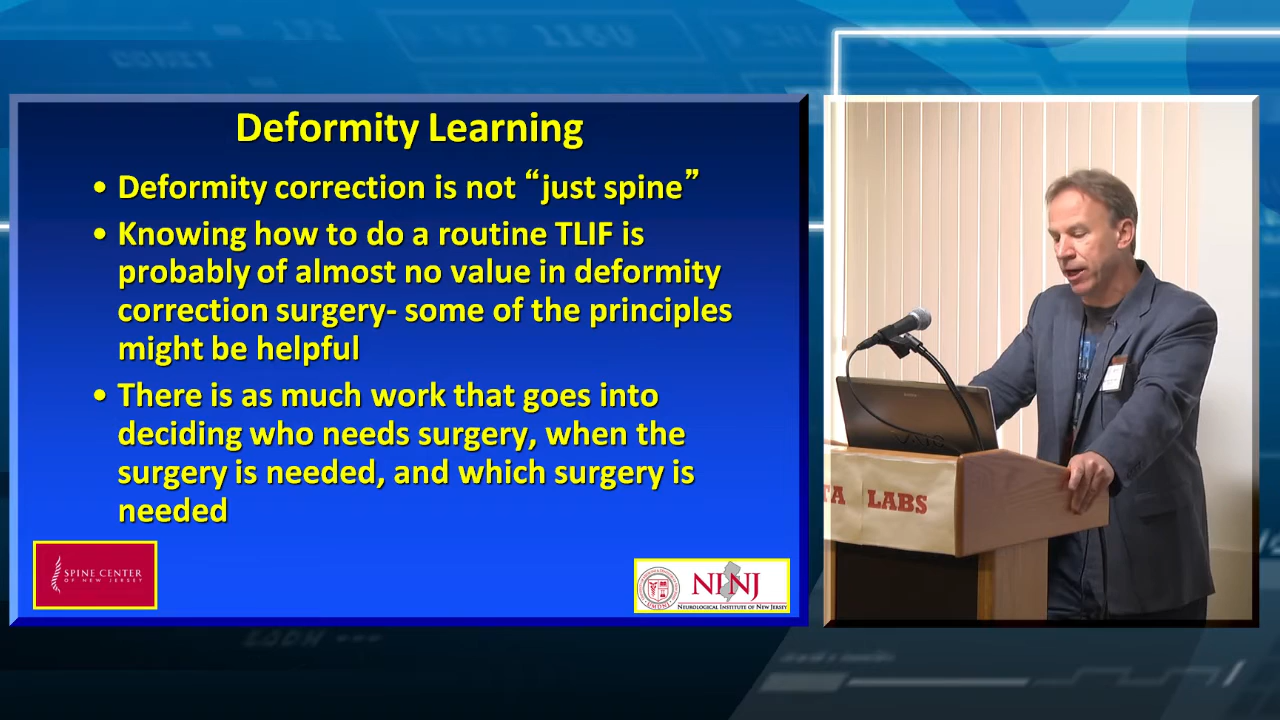 Deformity Learning
• Deformity correction is not “just spine”
• Knowing how to do a routine TLIF is
probably of almost no value in deformity
correction surgery- some of the principles
might be helpful
• There is as much work that goes into
deciding who needs surgery, when the
surgery is needed, and which surgery is
needed
SPINE CENTER
OF NEW JERSEY
NINJ
NEUROLOGICAL INSTITUTE OF NEW JERSEY
TA LABS
VAIO